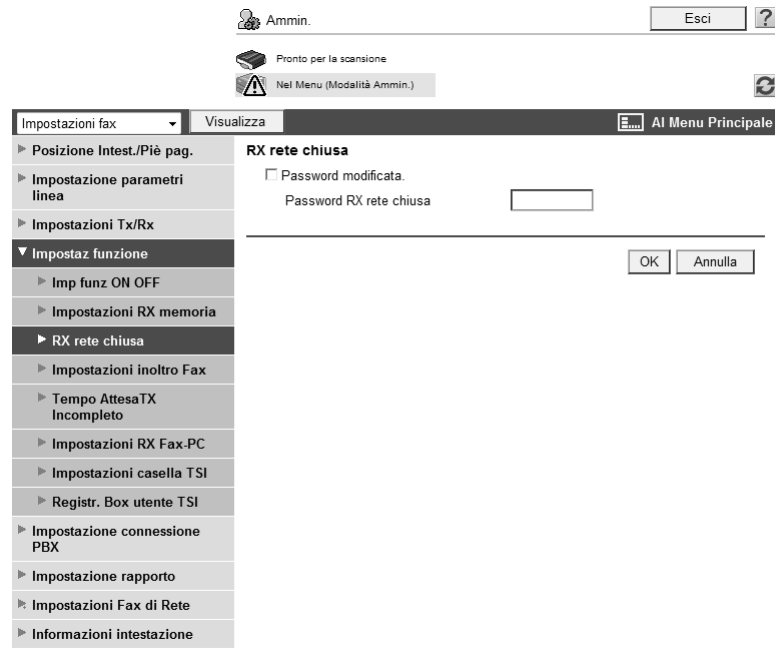 Ammin.
Esci
?
Pronto per la scansione
Nel Menu (Modalità Ammin.)
Impostazioni fax
Visualizza
Al Menu Principale
Posizione Intest./Piè pag.
Impostazione parametri
linea
Impostazioni Tx/Rx
Impostaz funzione
Imp funz ON OFF
Impostazioni RX memoria
RX rete chiusa
Impostazioni inoltro Fax
Tempo AttesaTX
Incompleto
Impostazioni RX Fax-PC
Impostazioni casella TSI
Registr. Box utente TSI
Impostazione connessione
PBX
Impostazione rapporto
Impostazioni Fax di Rete
Informazioni intestazione
RX rete chiusa
Password modificata.
Password RX rete chiusa
OK
Annulla